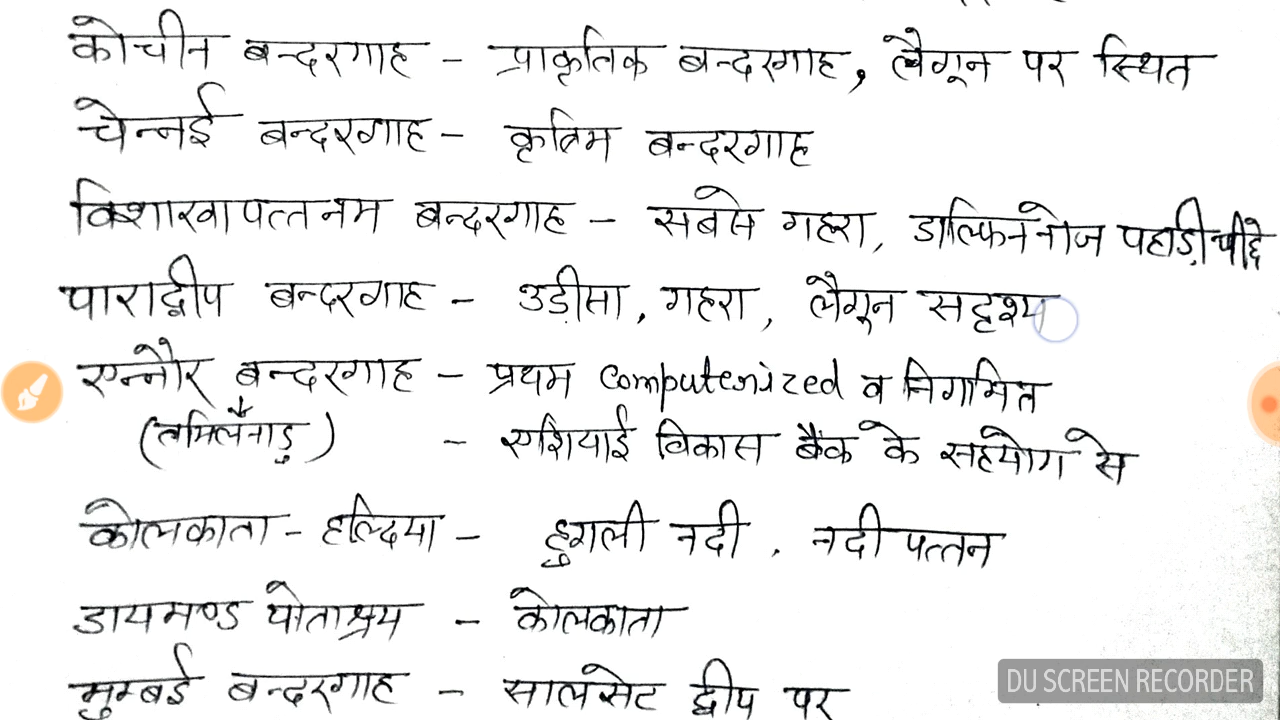 कोचीन बन्दरगाह - प्राकृतिक बन्दरगाह, लैगून पर स्थित
चेन्नई बन्दरगाह - कृत्रिम बन्दरगाह
विशाखापत्तनम बन्दरगाह - सबसे गहरा, डाल्फिन नोज पहाड़ी पीछे
पाराद्वीप बन्दरगाह - उड़ीसा, गहरा, लैगून सदृश्य
एन्नौर बन्दरगाह - प्रथम Computerized व निगमित
(तमिलनाडु) - एशियाई विकास बैंक के सहयोग से
कोलकाता - हल्दिया - हुगली नदी, नदी पत्तन
डायमण्ड पोताश्रय - कोलकाता
मुम्बई बन्दरगाह - सालसेट द्वीप पर
DU SCREEN RECORDER